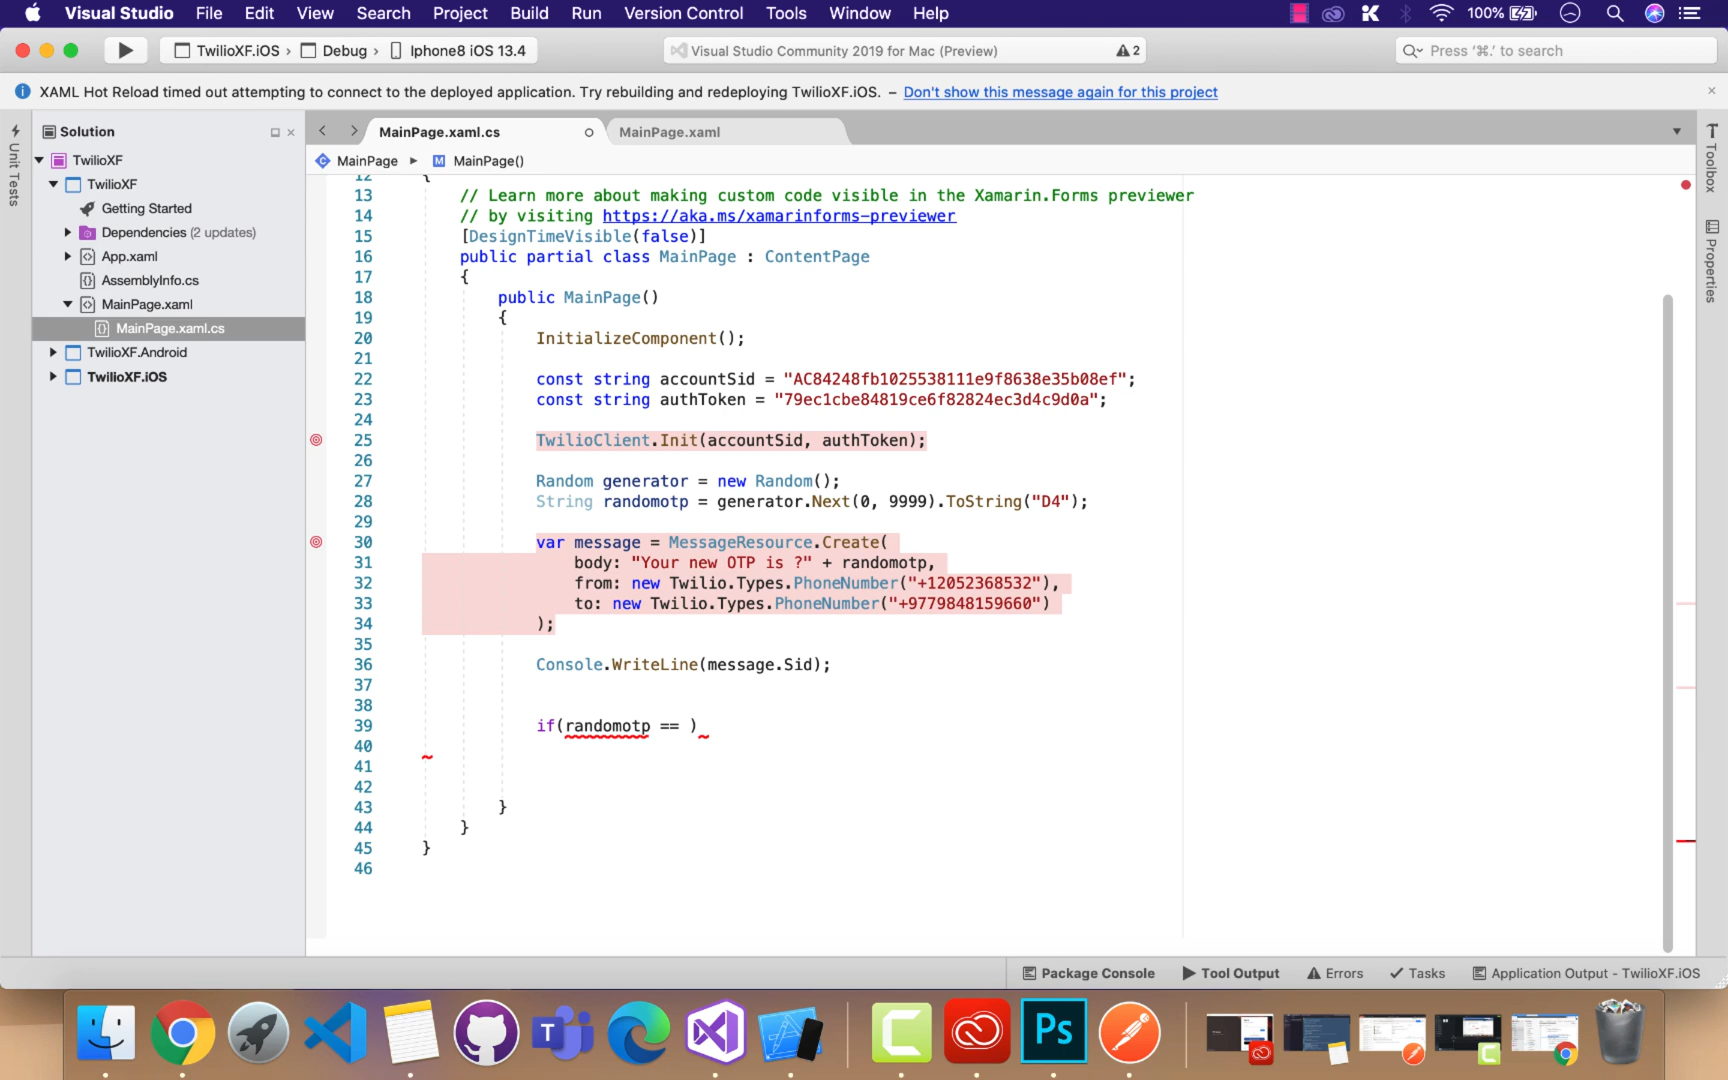 Visual Studio File Edit View Search Project Build Run Version Control Tools Window Help 100%
TwilioXF.iOS › Debug › Iphone8 iOS 13.4 Visual Studio Community 2019 for Mac (Preview) 2 Press ‘⌘.’ to search
XAML Hot Reload timed out attempting to connect to the deployed application. Try rebuilding and redeploying TwilioXF.iOS. – Don't show this message again for this project
Unit Tests
Solution
TwilioXF
TwilioXF
Getting Started
Dependencies (2 updates)
App.xaml
AssemblyInfo.cs
MainPage.xaml
MainPage.xaml.cs
TwilioXF.Android
TwilioXF.iOS
MainPage.xaml.cs MainPage.xaml
MainPage MainPage()
12 {
13 // Learn more about making custom code visible in the Xamarin.Forms previewer
14 // by visiting https://aka.ms/xamarinforms-previewer
15 [DesignTimeVisible(false)]
16 public partial class MainPage : ContentPage
17 {
18 public MainPage()
19 {
20 InitializeComponent();
21
22 const string accountSid = "AC84248fb1025538111e9f8638e35b08ef";
23 const string authToken = "79ec1cbe84819ce6f82824ec3d4c9d0a";
24
25 TwilioClient.Init(accountSid, authToken);
26
27 Random generator = new Random();
28 String randomotp = generator.Next(0, 9999).ToString("D4");
29
30 var message = MessageResource.Create(
31 body: "Your new OTP is ?" + randomotp,
32 from: new Twilio.Types.PhoneNumber("+12052368532"),
33 to: new Twilio.Types.PhoneNumber("+9779848159660")
34 );
35
36 Console.WriteLine(message.Sid);
37
38
39 if(randomotp == )
40
41
42
43 }
44 }
45 }
46
Toolbox
Properties
Package Console Tool Output Errors Tasks Application Output - TwilioXF.iOS
T
Ps